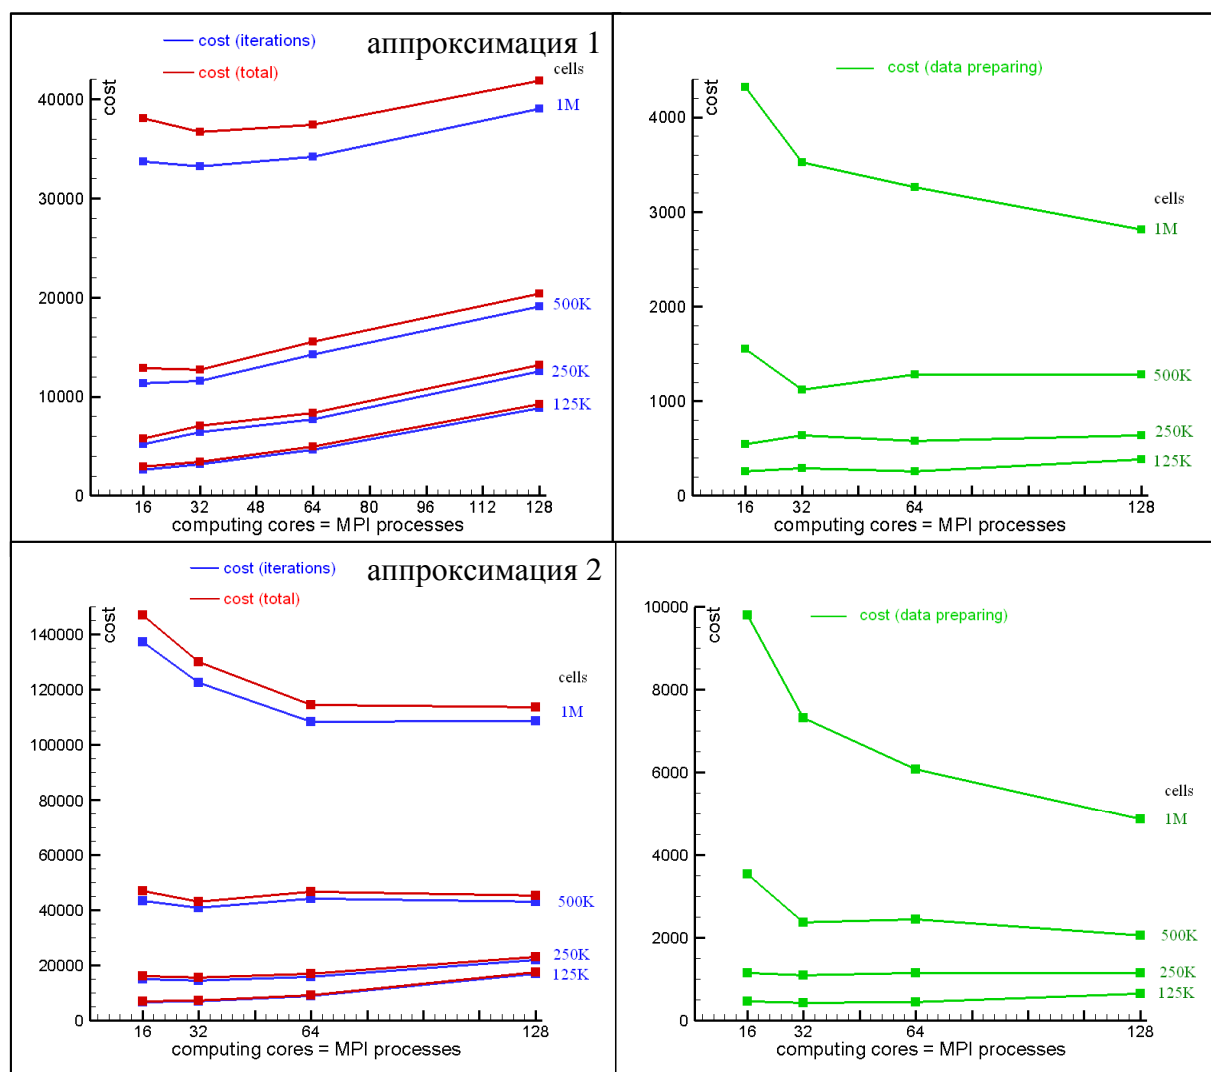 cost (iterations)
аппроксимация 1
cost (total)
cells
cost
40000
30000
20000
10000
0
1M
500K
250K
125K
16 32 48 64 80 96 112 128
computing cores = MPI processes
cost (data preparing)
cost
4000
3000
2000
1000
0
cells
1M
500K
250K
125K
16 32 64 128
computing cores = MPI processes
cost (iterations)
аппроксимация 2
cost (total)
cost
140000
120000
100000
80000
60000
40000
20000
0
cells
1M
500K
250K
125K
16 32 64 128
computing cores = MPI processes
cost (data preparing)
cost
10000
8000
6000
4000
2000
0
cells
1M
500K
250K
125K
16 32 64 128
computing cores = MPI processes